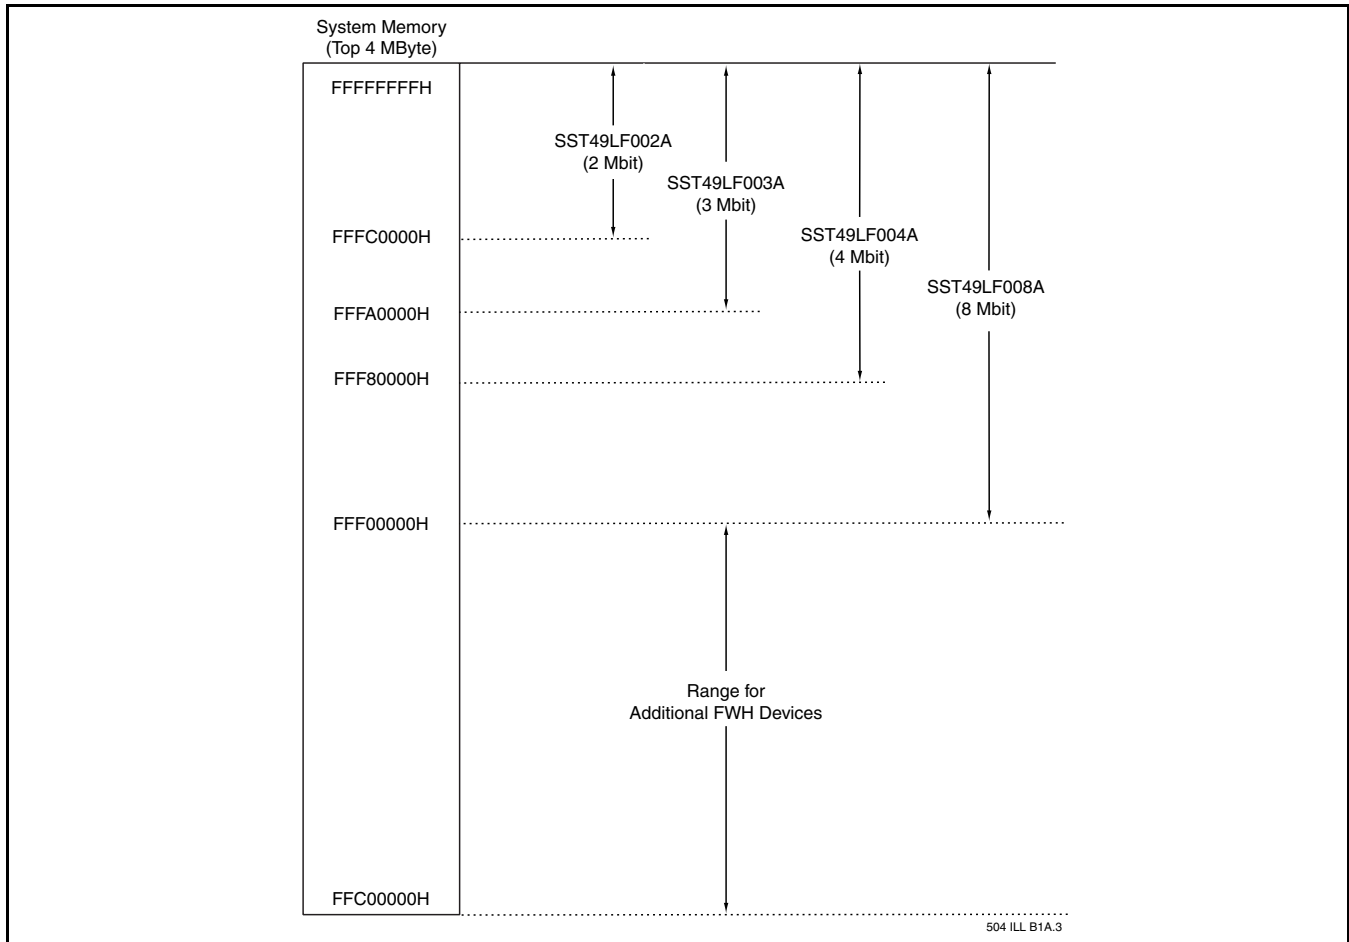 System Memory
(Top 4 MByte)
FFFFFFFFH
SST49LF002A
(2 Mbit)
SST49LF003A
(3 Mbit)
FFFC0000H
SST49LF004A
(4 Mbit)
SST49LF008A
(8 Mbit)
FFFA0000H
FFF80000H
FFF00000H
Range for
Additional FWH Devices
FFC00000H
504 ILL B1A.3